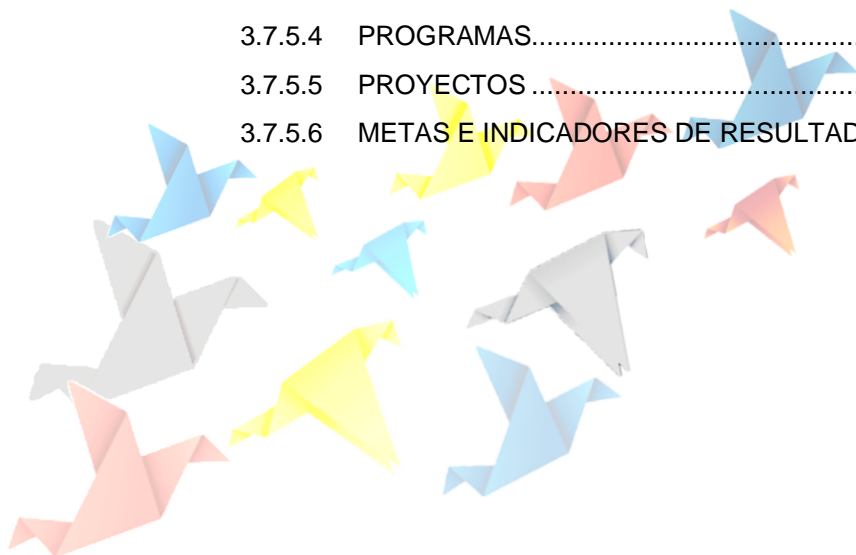 3.7.5.4 PROGRAMAS............................................
3.7.5.5 PROYECTOS............................................
3.7.5.6 METAS E INDICADORES DE RESULTAD